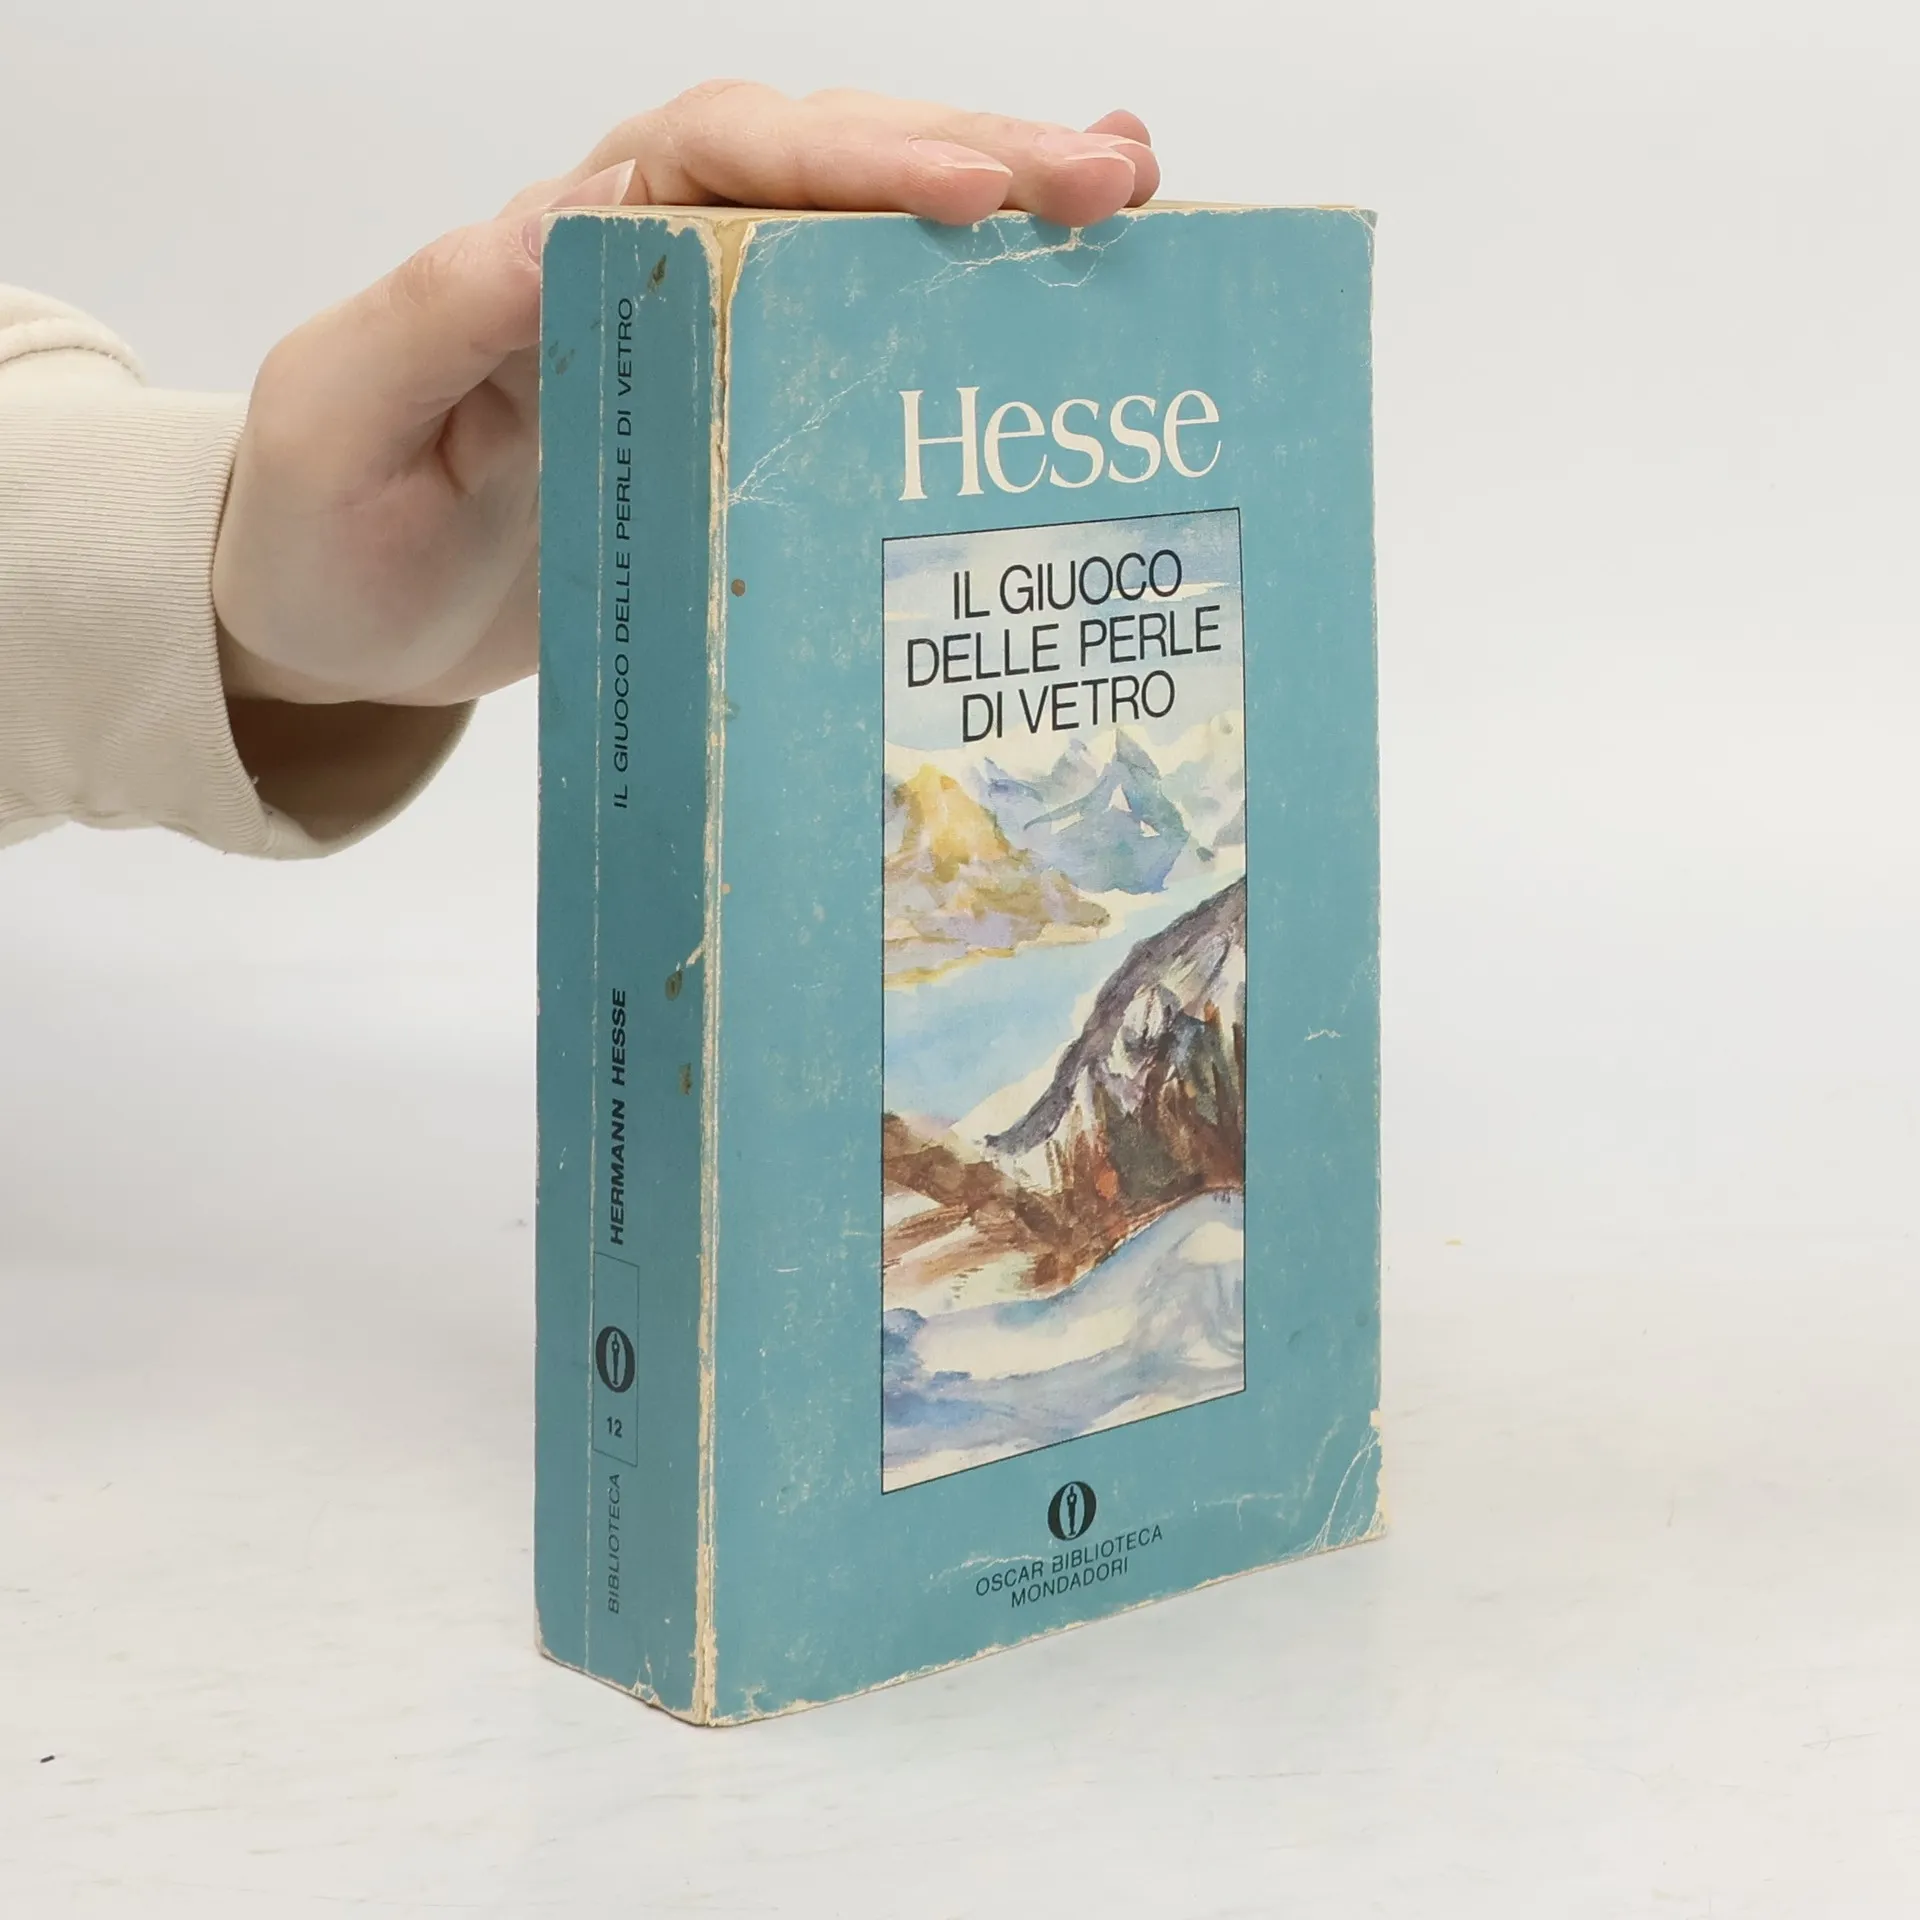 Hesse
IL GIUOCO
DELLE PERLE
DI VETRO
OSCAR BIBLIOTECA
MONDADORI
IL GIUOCO DELLE PERLE DI VETRO
HERMANN HESSE
12
BIBLIOTECA